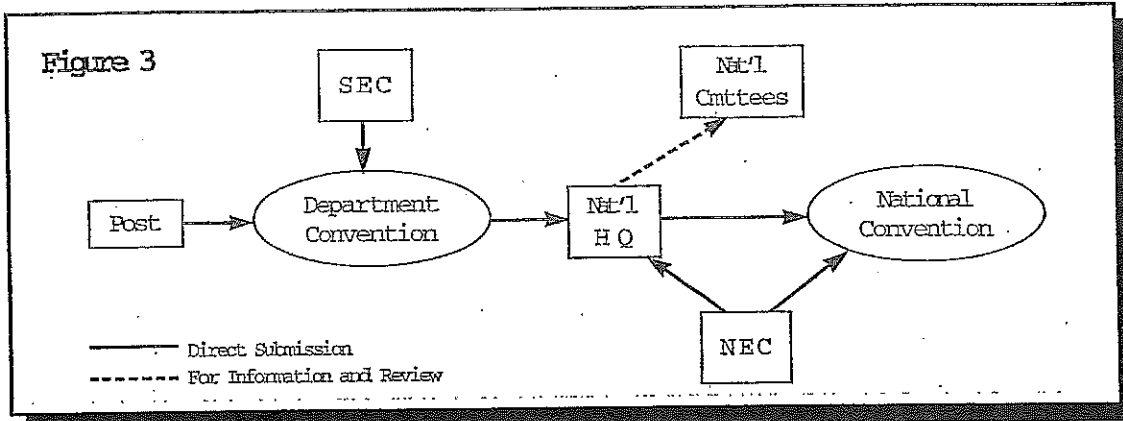 Figure 3
SEC
Nat'l
Cmttees
Post
Department
Convention
Nat'l
H Q
National
Convention
NEC
Direct Submission
For Information and Review